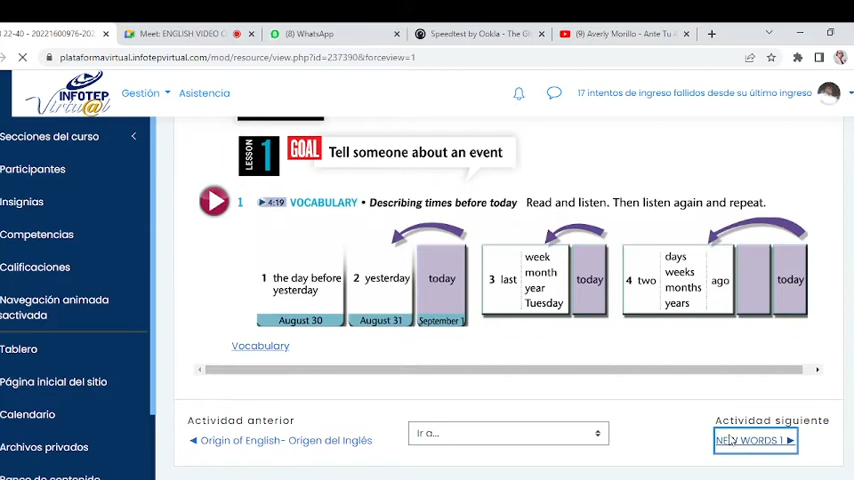 22-40 - 20221600976-
Meet: ENGLISH VIDEO C
(8) WhatsApp
Speedtest by Ookla - The Gl
(9) Averly Morillo - Ante Tu A
plataformavirtual.infotepvirtual.com/mod/resource/view.php?id=237390&forceview=1
INFOTEP
Virtu@l
Gestión
Asistencia
17 intentos de ingreso fallidos desde su último ingreso
Secciones del curso
Participantes
Insignias
Competencias
Calificaciones
Navegación animada
sactivada
Tablero
Página inicial del sitio
Calendario
Archivos privados
Banco de contenido
LESSON 1
GOAL Tell someone about an event
1 4:19 VOCABULARY • Describing times before today Read and listen. Then listen again and repeat.
1 the day before
yesterday
August 30
2 yesterday
August 31
today
September 1
3 last
week
month
year
Tuesday
today
4 two
days
weeks
months
years
ago
today
Vocabulary
Actividad anterior
◄ Origin of English- Origen del Inglés
Ir a...
Actividad siguiente
NEW WORDS 1 ►